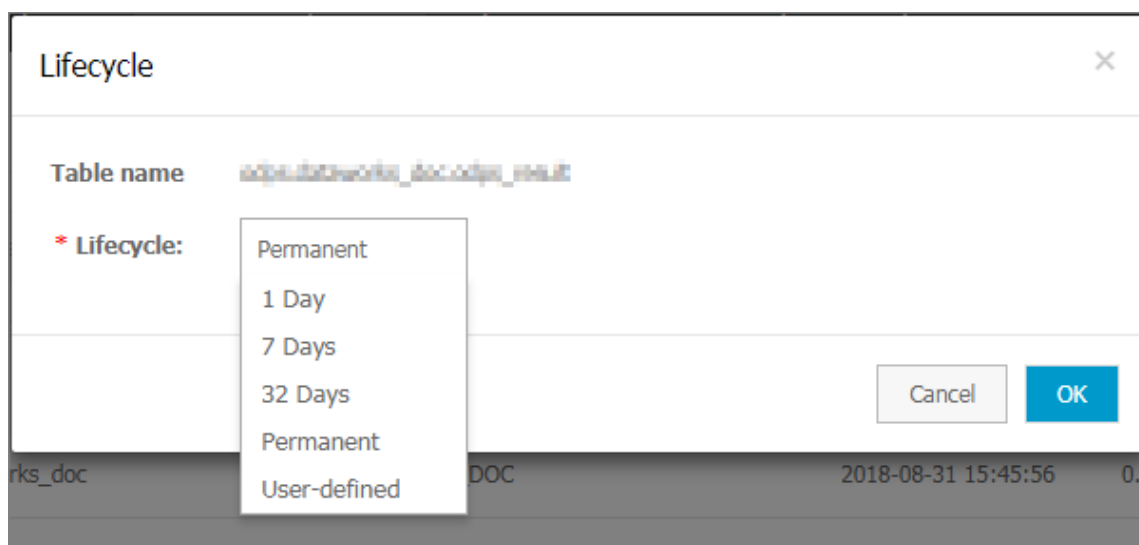 Lifecycle ×
Table name
* Lifecycle: Permanent
1 Day
7 Days
32 Days
Permanent
User-defined
Cancel OK
rks_doc DOC 2018-08-31 15:45:56 0.